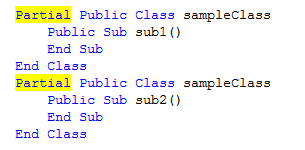 Partial Public Class sampleClass
    Public Sub sub1()
    End Sub
End Class
Partial Public Class sampleClass
    Public Sub sub2()
    End Sub
End Class